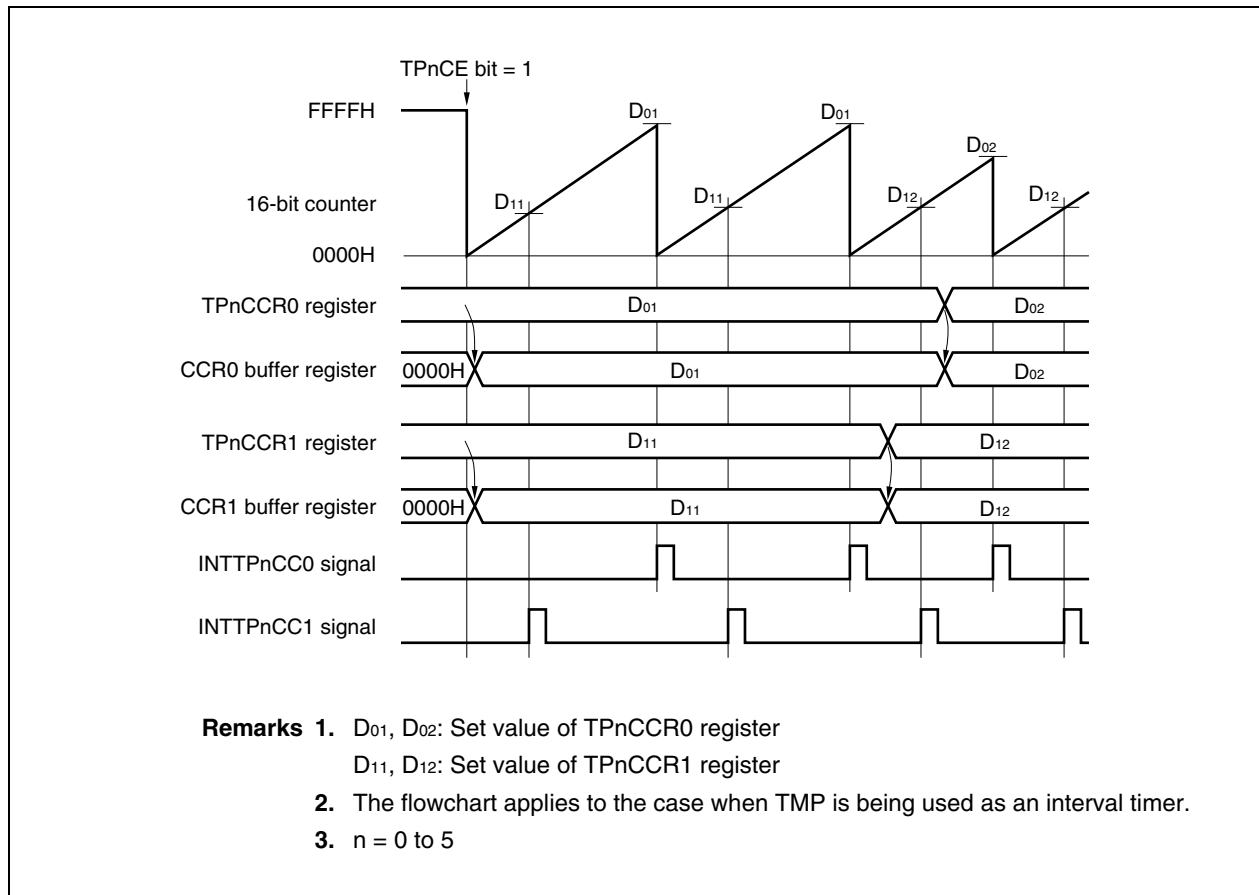 TPnCE bit = 1
FFFFH
D01
D01
D02
16-bit counter
D11
D11
D12
D12
0000H
TPnCCR0 register
D01
D02
CCR0 buffer register
0000H
D01
D02
TPnCCR1 register
D11
D12
CCR1 buffer register
0000H
D11
D12
INTTPnCC0 signal
INTTPnCC1 signal
Remarks 1. D01, D02: Set value of TPnCCR0 register
D11, D12: Set value of TPnCCR1 register
2. The flowchart applies to the case when TMP is being used as an interval timer.
3. n = 0 to 5